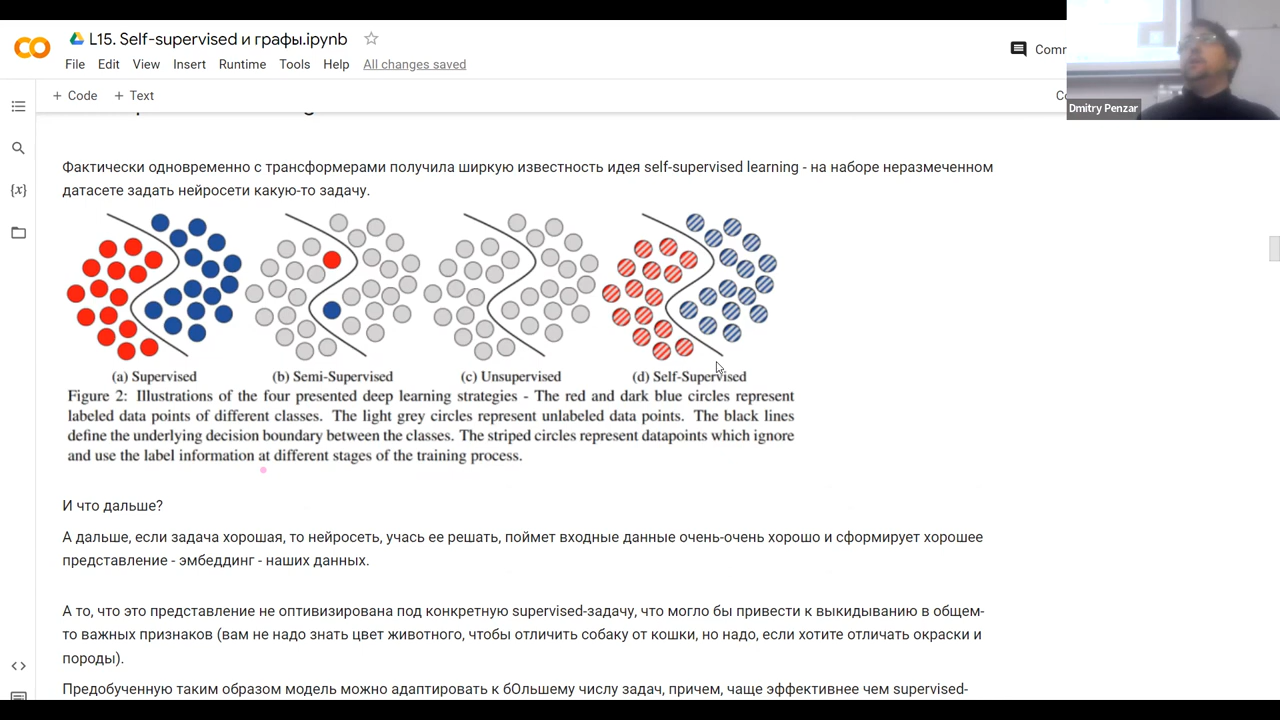 L15. Self-supervised и графы.ipynb
File Edit View Insert Runtime Tools Help All changes saved
Dmitry Penzar
+ Code + Text
Фактически одновременно с трансформерами получила ширкую известность идея self-supervised learning - на наборе неразмеченном
датасете задать нейросети какую-то задачу.
(a) Supervised (b) Semi-Supervised (c) Unsupervised (d) Self-Supervised
Figure 2: Illustrations of the four presented deep learning strategies - The red and dark blue circles represent
labeled data points of different classes. The light grey circles represent unlabeled data points. The black lines
define the underlying decision boundary between the classes. The striped circles represent datapoints which ignore
and use the label information at different stages of the training process.
И что дальше?
А дальше, если задача хорошая, то нейросеть, учась ее решать, поймет входные данные очень-очень хорошо и сформирует хорошее
представление - эмбеддинг - наших данных.
А то, что это представление не оптивизирована под конкретную supervised-задачу, что могло бы привести к выкидыванию в общем-
то важных признаков (вам не надо знать цвет животного, чтобы отличить собаку от кошки, но надо, если хотите отличать окраски и
породы).
Предобученную таким образом модель можно адаптировать к бОльшему числу задач, причем, чаще эффективнее чем supervised-